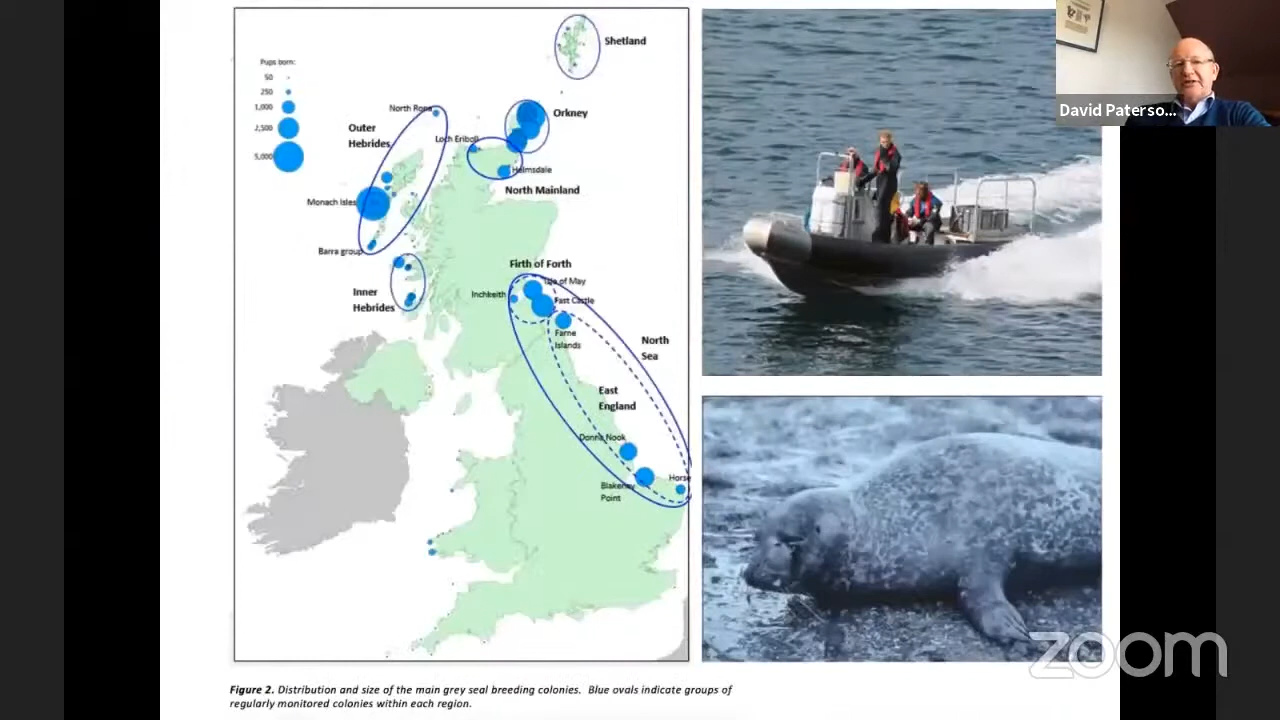 Pups born:
50
250
1,000
2,500
5,000
Shetland
Orkney
North Rona
Outer
Hebrides
Loch Eriboll
Helmsdale
North Mainland
Monach Isles
Barra group
Inner
Hebrides
Firth of Forth
Isle of May
Inchkeith
Fast Castle
Farne
Islands
North
Sea
East
England
Donna Nook
Blakeney
Point
Horse
Figure 2. Distribution and size of the main grey seal breeding colonies. Blue ovals indicate groups of
regularly monitored colonies within each region.
David Paterso...
zoom